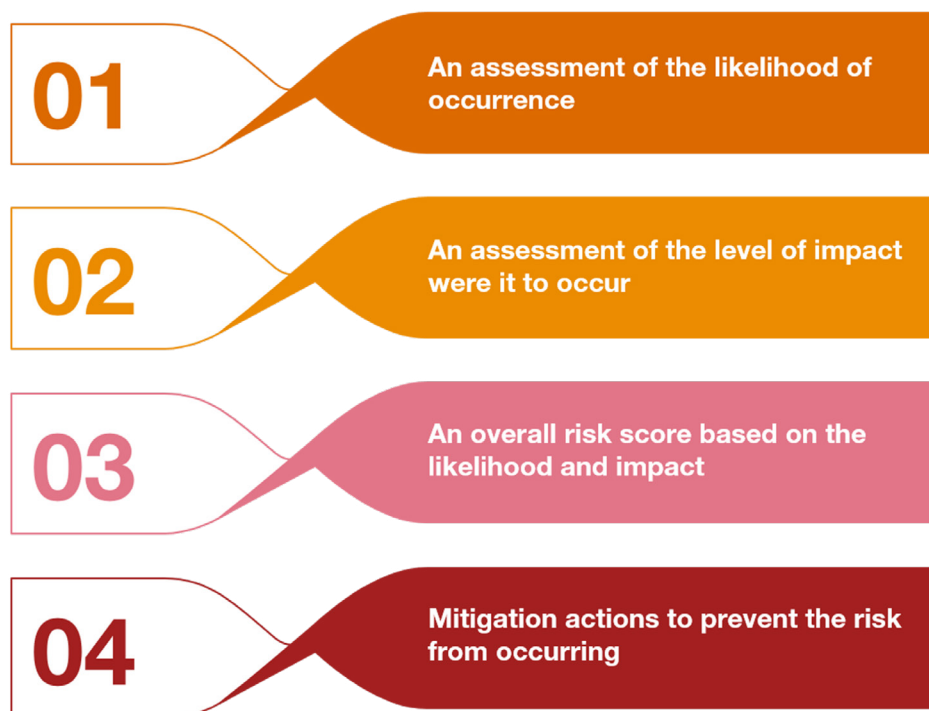 01
An assessment of the likelihood of
occurrence
02
An assessment of the level of impact
were it to occur
03
An overall risk score based on the
likelihood and impact
04
Mitigation actions to prevent the risk
from occurring